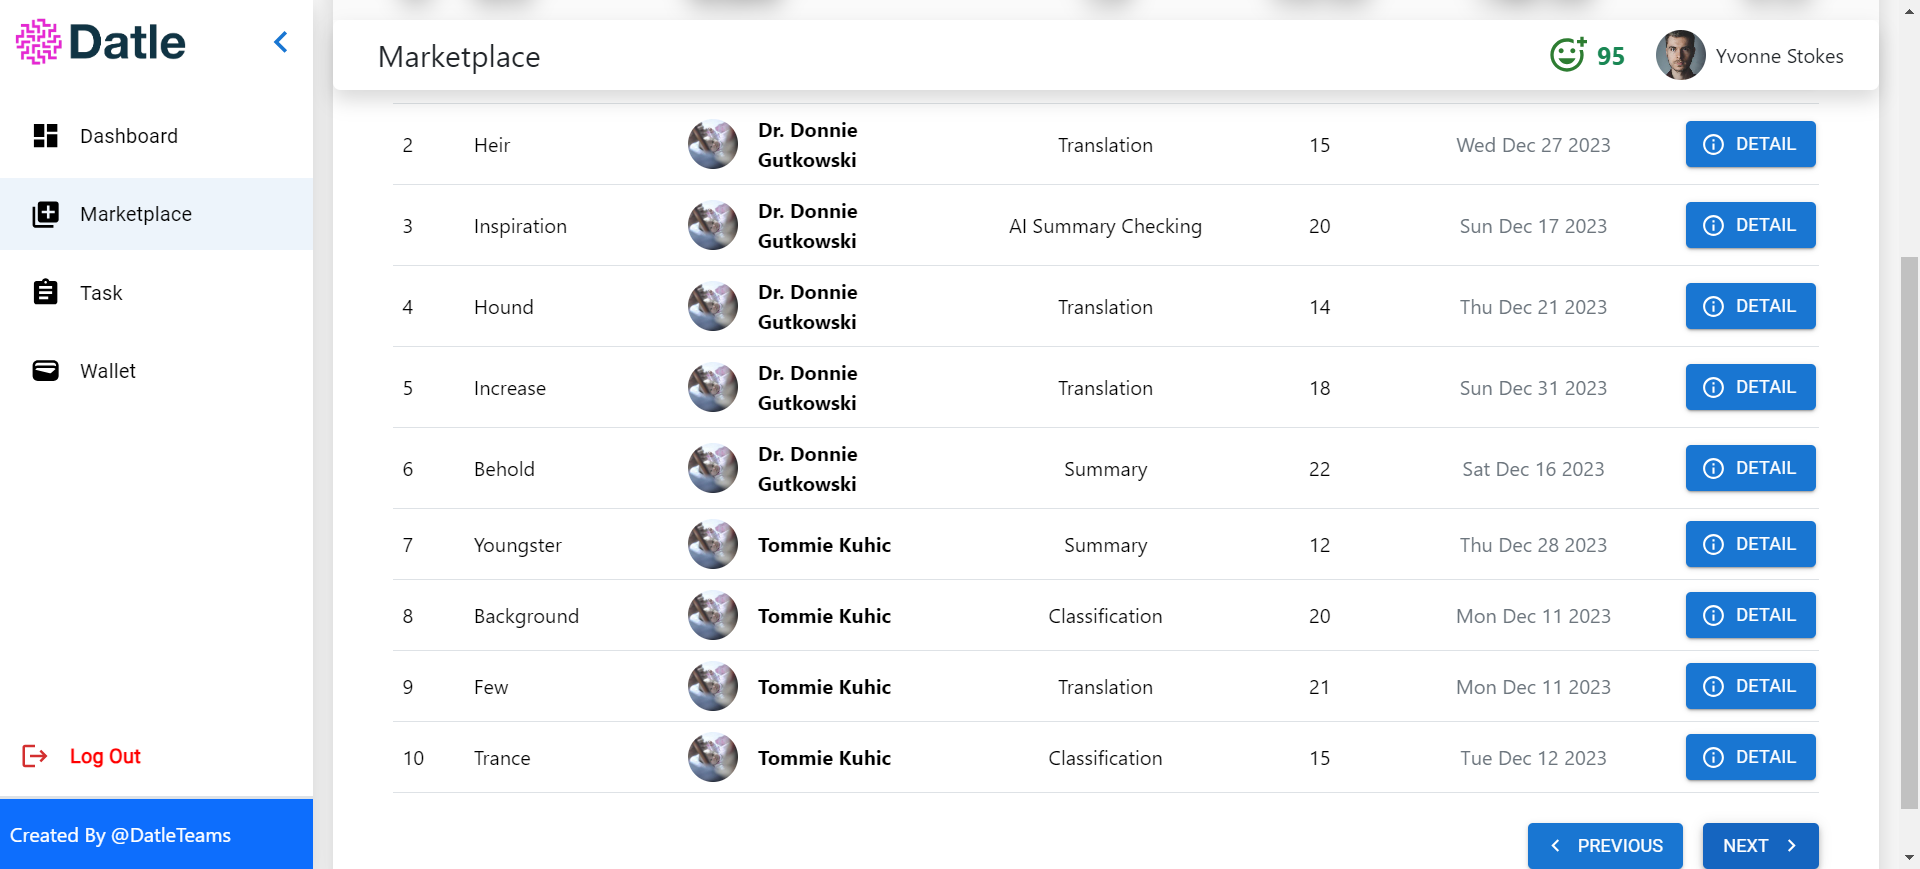 Datle
Dashboard
Marketplace
Task
Wallet
Log Out
Created By @DatleTeams
Marketplace
95
Yvonne Stokes
2 Heir Dr. Donnie Gutkowski Translation 15 Wed Dec 27 2023 DETAIL
3 Inspiration Dr. Donnie Gutkowski AI Summary Checking 20 Sun Dec 17 2023 DETAIL
4 Hound Dr. Donnie Gutkowski Translation 14 Thu Dec 21 2023 DETAIL
5 Increase Dr. Donnie Gutkowski Translation 18 Sun Dec 31 2023 DETAIL
6 Behold Dr. Donnie Gutkowski Summary 22 Sat Dec 16 2023 DETAIL
7 Youngster Tommie Kuhic Summary 12 Thu Dec 28 2023 DETAIL
8 Background Tommie Kuhic Classification 20 Mon Dec 11 2023 DETAIL
9 Few Tommie Kuhic Translation 21 Mon Dec 11 2023 DETAIL
10 Trance Tommie Kuhic Classification 15 Tue Dec 12 2023 DETAIL
PREVIOUS NEXT